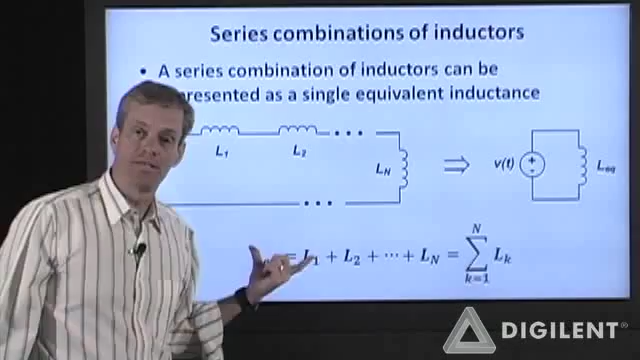 Series combinations of inductors
• A series combination of inductors can be
presented as a single equivalent inductance
L1 L2 • • •
LN
v(t) + - Leq
• • •
= L1 + L2 + ⋯ + LN = N ∑ k=1 Lk
DIGILENT®